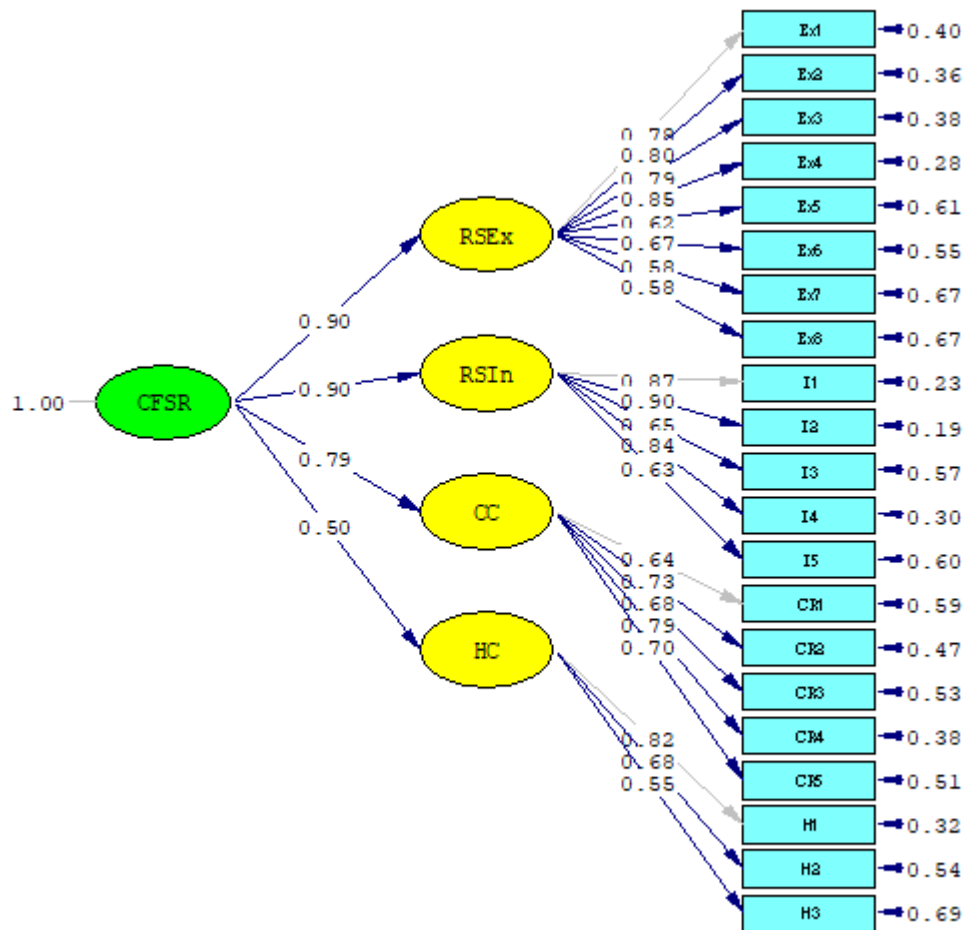 Ex1 0.40
Ex2 0.36
Ex3 0.38
0.78
0.80
Ex4 0.28
0.79
0.85
Ex5 0.61
0.62
RSEx
0.67
Ex6 0.55
0.58
0.58
Ex7 0.67
0.90
Ex8 0.67
RSIn
0.87
I1 0.23
0.90
0.90
1.00
CFSR
0.65
I2 0.19
0.84
0.79
0.63
I3 0.57
CC
I4 0.30
0.50
0.64
I5 0.60
0.73
0.68
CR1 0.59
0.79
0.70
HC
CR2 0.47
CR3 0.53
0.82
CR4 0.38
0.68
0.55
CR5 0.51
H1 0.32
H2 0.54
H3 0.69